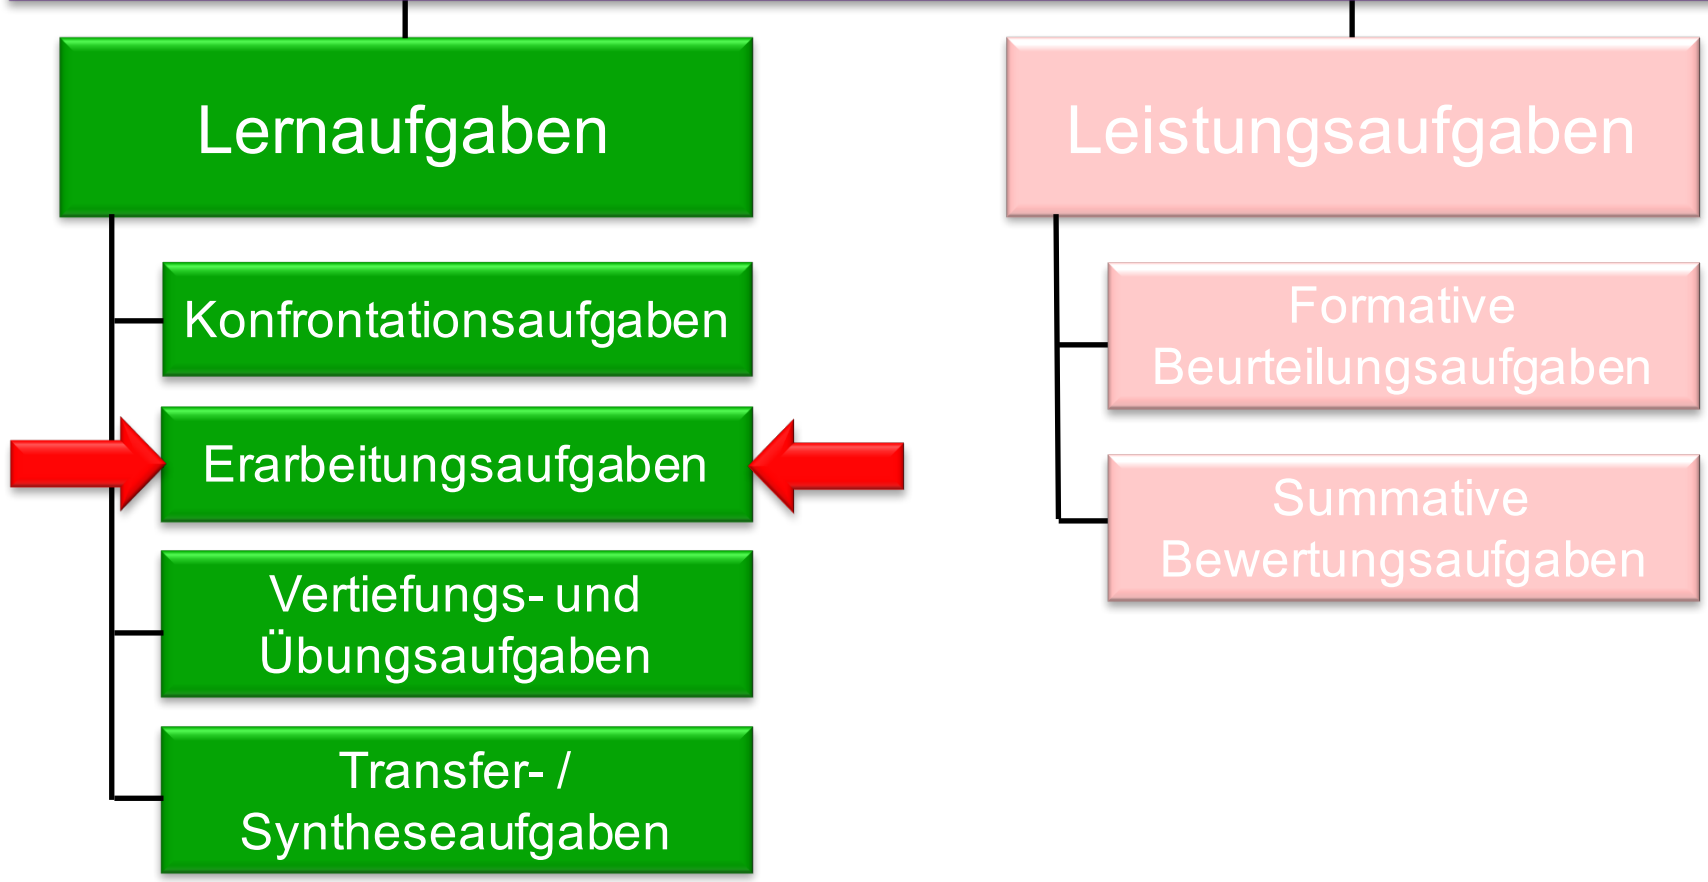 Lernaufgaben
Konfrontationsaufgaben
Erarbeitungsaufgaben
Vertiefungs- und
Übungsaufgaben
Transfer- /
Syntheseaufgaben
Leistungsaufgaben
Formative
Beurteilungsaufgaben
Summative
Bewertungsaufgaben